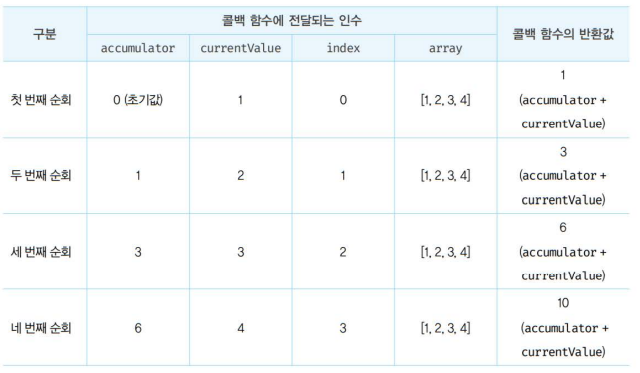 구분 콜백 함수에 전달되는 인수 콜백 함수의 반환값
accumulator currentValue index array
첫 번째 순회 0 (초기값) 1 0 [1, 2, 3, 4] 1
(accumulator +
currentValue)
두 번째 순회 1 2 1 [1, 2, 3, 4] 3
(accumulator +
currentValue)
세 번째 순회 3 3 2 [1, 2, 3, 4] 6
(accumulator +
currentValue)
네 번째 순회 6 4 3 [1, 2, 3, 4] 10
(accumulator +
currentValue)